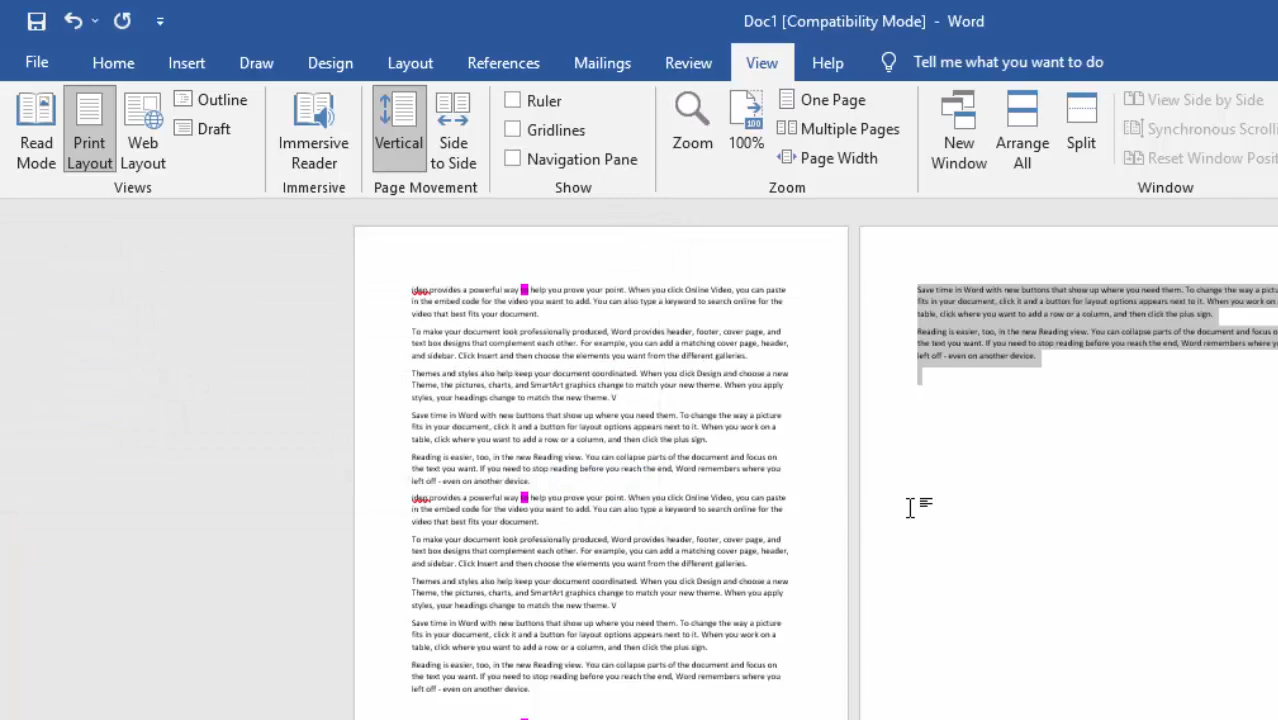 Doc1 [Compatibility Mode] - Word
File Home Insert Draw Design Layout References Mailings Review View Help Tell me what you want to do
Read Mode
Print Layout
Web Layout
Outline
Draft
Views
Immersive Reader
Immersive
Vertical
Side to Side
Page Movement
Ruler
Gridlines
Navigation Pane
Show
Zoom
100
100%
One Page
Multiple Pages
Page Width
Zoom
New Window
Arrange All
Split
View Side by Side
Synchronous Scrolli
Reset Window Posit
Window
ideo provides a powerful way to help you prove your point. When you click Online Video, you can paste
in the embed code for the video you want to add. You can also type a keyword to search online for the
video that best fits your document.
To make your document look professionally produced, Word provides header, footer, cover page, and
text box designs that complement each other. For example, you can add a matching cover page, header,
and sidebar. Click Insert and then choose the elements you want from the different galleries.
Themes and styles also help keep your document coordinated. When you click Design and choose a new
Theme, the pictures, charts, and SmartArt graphics change to match your new theme. When you apply
styles, your headings change to match the new theme. V
Save time in Word with new buttons that show up where you need them. To change the way a picture
fits in your document, click it and a button for layout options appears next to it. When you work on a
table, click where you want to add a row or a column, and then click the plus sign.
Reading is easier, too, in the new Reading view. You can collapse parts of the document and focus on
the text you want. If you need to stop reading before you reach the end, Word remembers where you
left off - even on another device.
ideo provides a powerful way to help you prove your point. When you click Online Video, you can paste
in the embed code for the video you want to add. You can also type a keyword to search online for the
video that best fits your document.
To make your document look professionally produced, Word provides header, footer, cover page, and
text box designs that complement each other. For example, you can add a matching cover page, header,
and sidebar. Click Insert and then choose the elements you want from the different galleries.
Themes and styles also help keep your document coordinated. When you click Design and choose a new
Theme, the pictures, charts, and SmartArt graphics change to match your new theme. When you apply
styles, your headings change to match the new theme. V
Save time in Word with new buttons that show up where you need them. To change the way a picture
fits in your document, click it and a button for layout options appears next to it. When you work on a
table, click where you want to add a row or a column, and then click the plus sign.
Reading is easier, too, in the new Reading view. You can collapse parts of the document and focus on
the text you want. If you need to stop reading before you reach the end, Word remembers where you
left off - even on another device.
Save time in Word with new buttons that show up where you need them. To change the way a pictu
fits in your document, click it and a button for layout options appears next to it. When you work on
table, click where you want to add a row or a column, and then click the plus sign.
Reading is easier, too, in the new Reading view. You can collapse parts of the document and focus o
the text you want. If you need to stop reading before you reach the end, Word remembers where y
left off - even on another device.